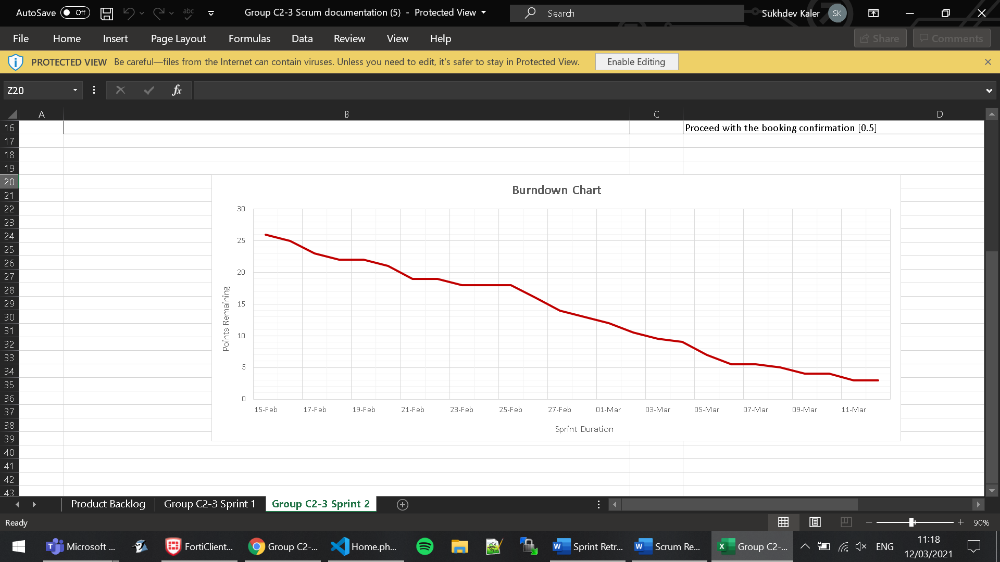 AutoSave Off abc Group C2-3 Scrum documentation (5) - Protected View Search Sukhdev Kaler SK
File Home Insert Page Layout Formulas Data Review View Help Share Comments
PROTECTED VIEW Be careful—files from the Internet can contain viruses. Unless you need to edit, it's safer to stay in Protected View. Enable Editing
Z20 fx
A B C D
16 Proceed with the booking confirmation [0.5]
17
18
19
20
21
22
23
24
25
26
27
28
29
30
31
32
33
34
35
36
37
38
39
40
41
42
43
Burndown Chart
30
25
20
15
10
5
0
Points Remaining
15-Feb 17-Feb 19-Feb 21-Feb 23-Feb 25-Feb 27-Feb 01-Mar 03-Mar 05-Mar 07-Mar 09-Mar 11-Mar
Sprint Duration
Product Backlog Group C2-3 Sprint 1 Group C2-3 Sprint 2
Ready 90%
Microsoft ... FortiClient... Group C2-... Home.ph... Sprint Retr... Scrum Re... Group C2-... ENG 11:18
12/03/2021